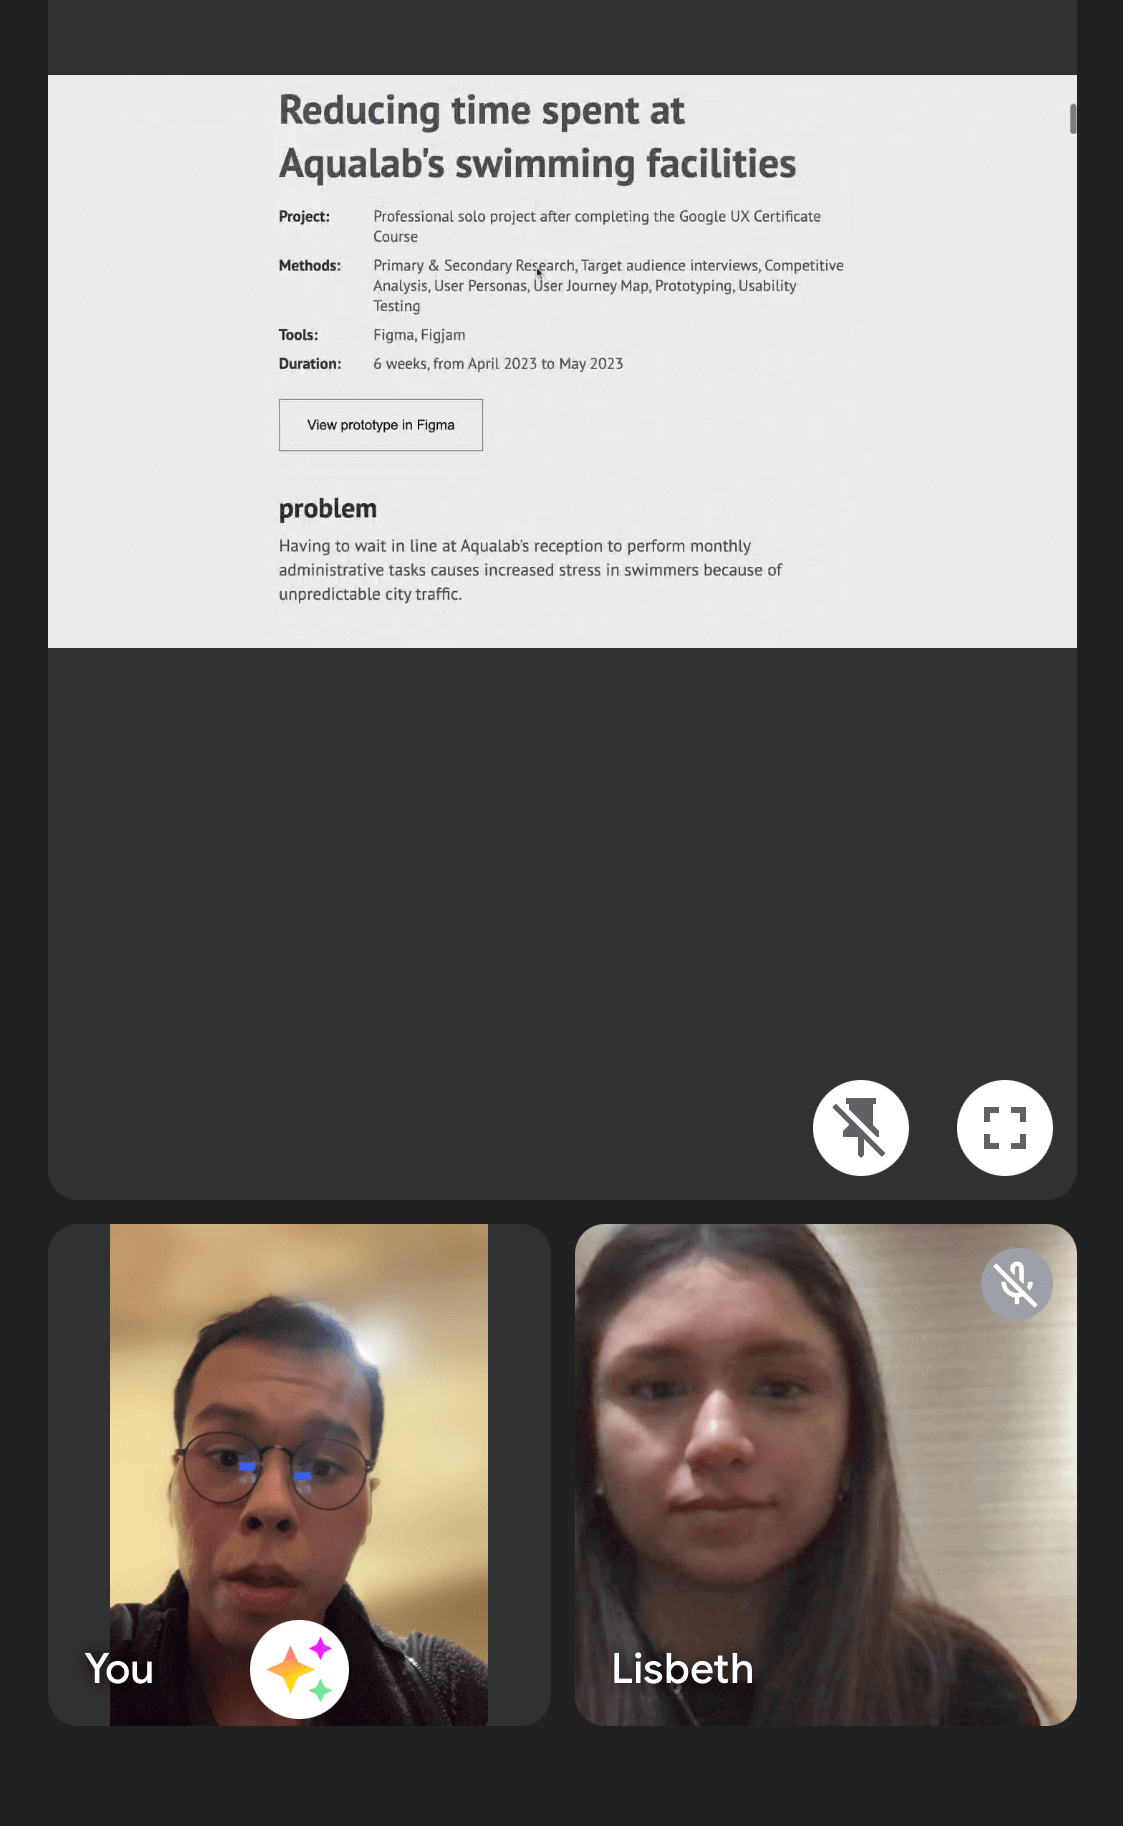 Reducing time spent at
Aqualab's swimming facilities
Project: Professional solo project after completing the Google UX Certificate
Course
Methods: Primary & Secondary Research, Target audience interviews, Competitive
Analysis, User Personas, User Journey Map, Prototyping, Usability
Testing
Tools: Figma, Figjam
Duration: 6 weeks, from April 2023 to May 2023
View prototype in Figma
problem
Having to wait in line at Aqualab's reception to perform monthly
administrative tasks causes increased stress in swimmers because of
unpredictable city traffic.
You
Lisbeth